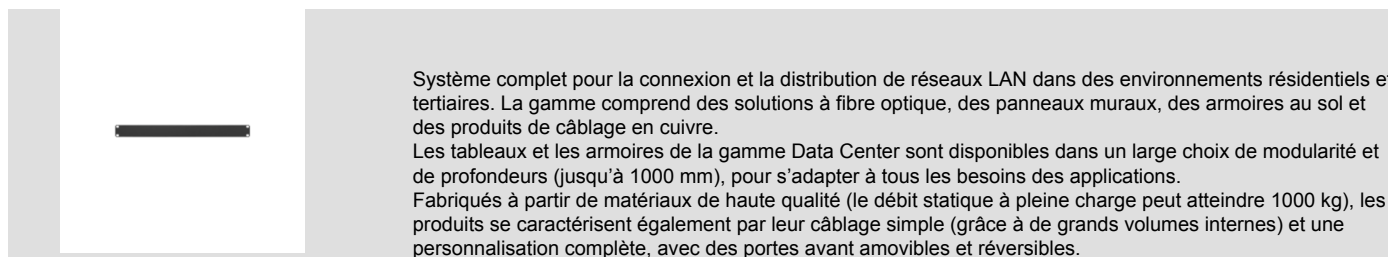 Système complet pour la connexion et la distribution de réseaux LAN dans des environnements résidentiels et
tertiaires. La gamme comprend des solutions à fibre optique, des panneaux muraux, des armoires au sol et
des produits de câblage en cuivre.
Les tableaux et les armoires de la gamme Data Center sont disponibles dans un large choix de modularité et
de profondeurs (jusqu’à 1000 mm), pour s’adapter à tous les besoins des applications.
Fabriqués à partir de matériaux de haute qualité (le débit statique à pleine charge peut atteindre 1000 kg), les
produits se caractérisent également par leur câblage simple (grâce à de grands volumes internes) et une
personnalisation complète, avec des portes avant amovibles et réversibles.